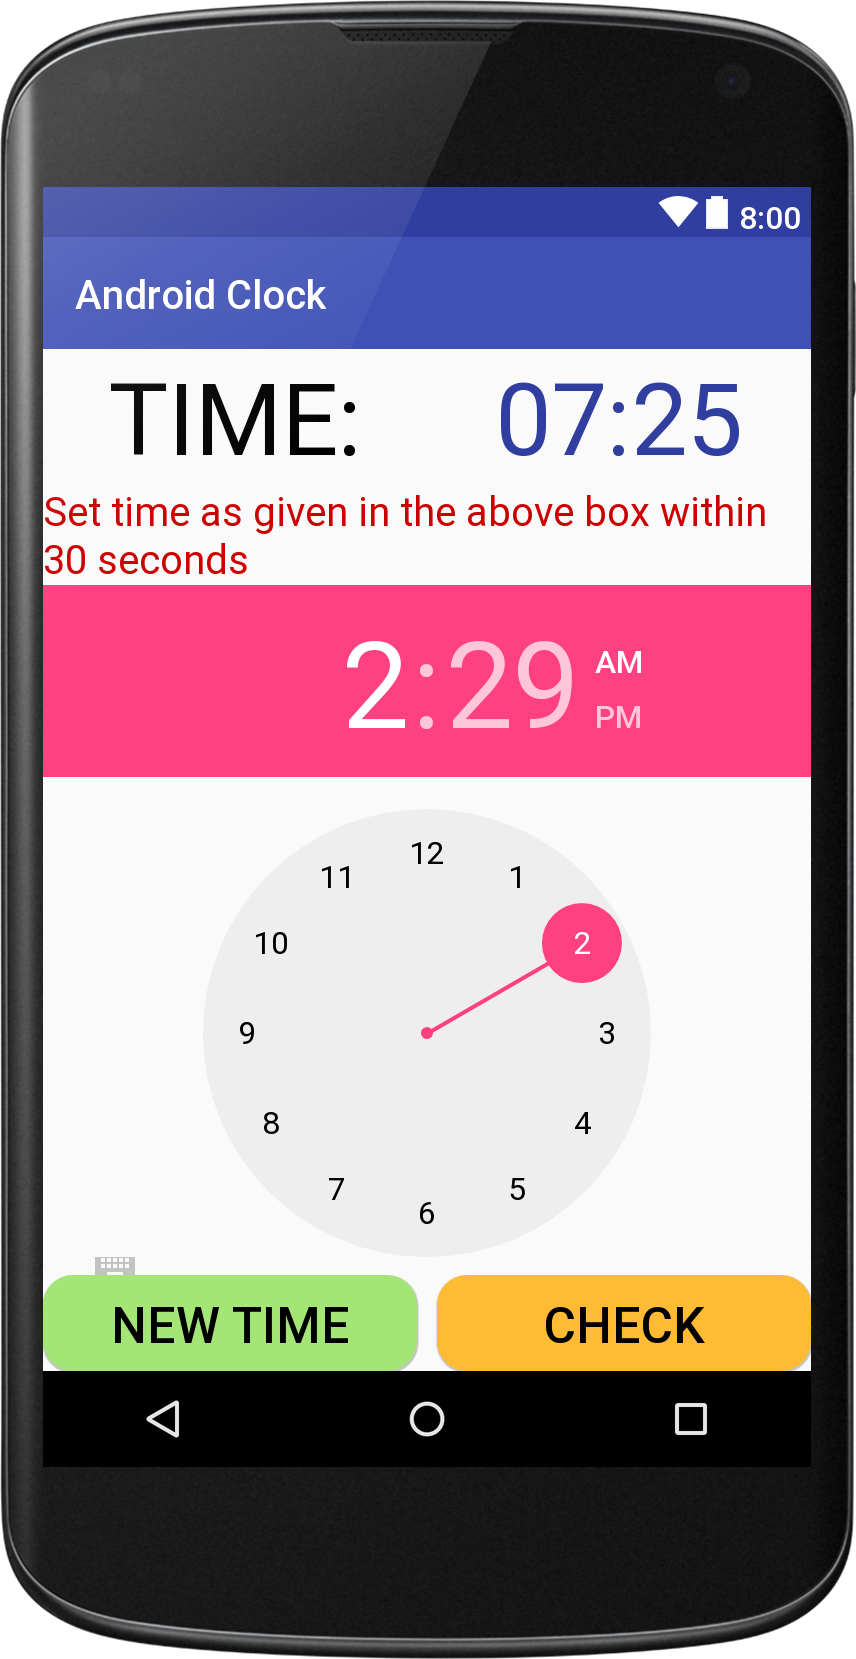 8:00
Android Clock
TIME: 07:25
Set time as given in the above box within
30 seconds
2:29 AM
PM
12
11 1
10 2
9 3
8 4
7 5
6
NEW TIME CHECK